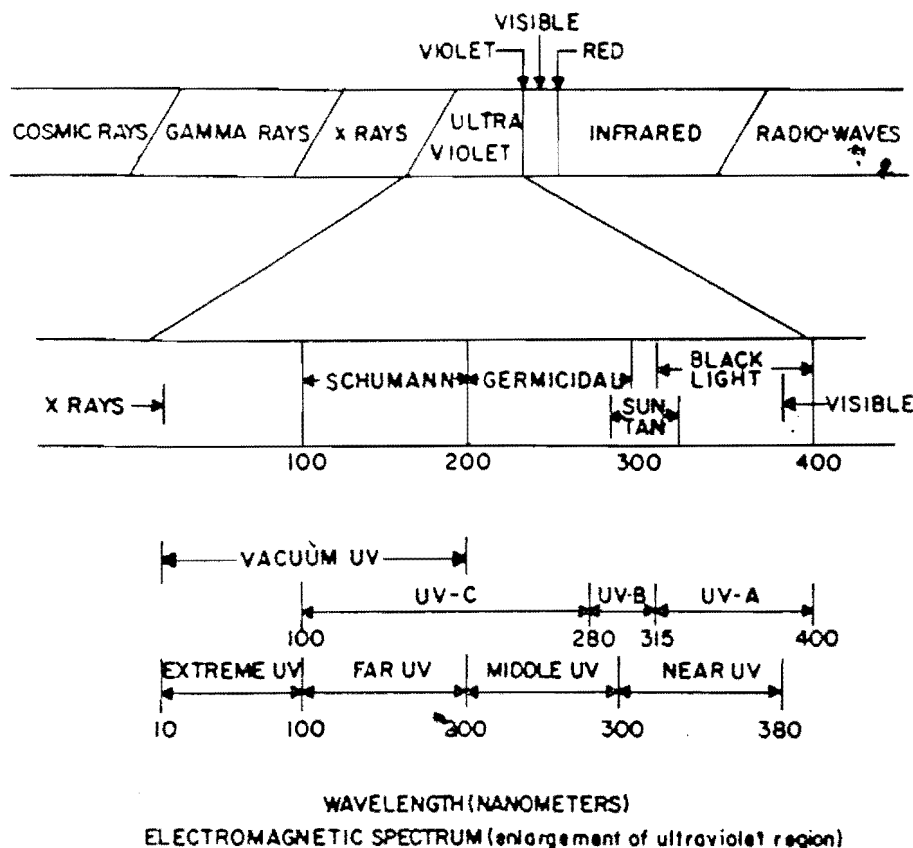 VISIBLE
VIOLET RED
COSMIC RAYS GAMMA RAYS X RAYS ULTRA VIOLET INFRARED RADIO-WAVES
SCHUMANN GERMICIDAL BLACK LIGHT
X RAYS SUN TAN VISIBLE
100 200 300 400
VACUÙM UV
UV-C UV-B UV-A
100 280 315 400
EXTREME UV FAR UV MIDDLE UV NEAR UV
10 100 200 300 380
WAVELENGTH (NANOMETERS)
ELECTROMAGNETIC SPECTRUM (enlargement of ultraviolet region)